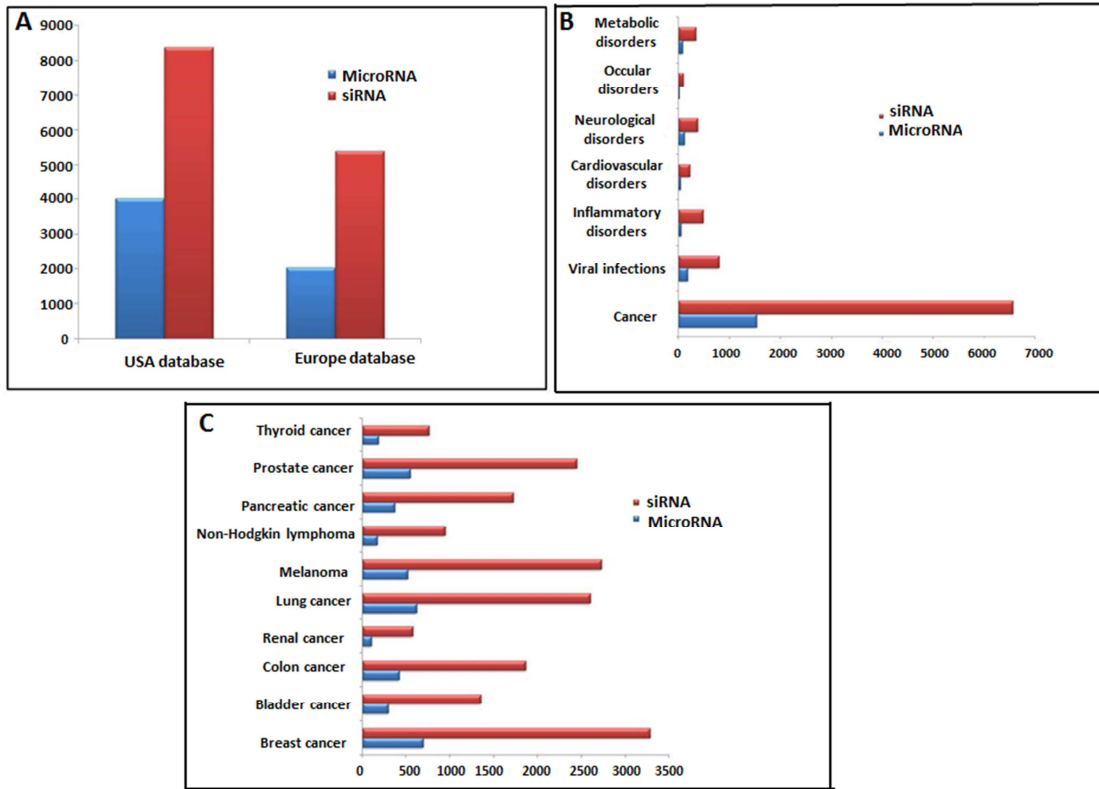 A
9000
8000
7000
6000
5000
4000
3000
2000
1000
0
MicroRNA
siRNA
USA database
Europe database
B
Metabolic
disorders
Occular
disorders
Neurological
disorders
Cardiovascular
disorders
Inflammatory
disorders
Viral infections
Cancer
siRNA
MicroRNA
0 1000 2000 3000 4000 5000 6000 7000
C
Thyroid cancer
Prostate cancer
Pancreatic cancer
Non-Hodgkin lymphoma
Melanoma
Lung cancer
Renal cancer
Colon cancer
Bladder cancer
Breast cancer
siRNA
MicroRNA
0 500 1000 1500 2000 2500 3000 3500